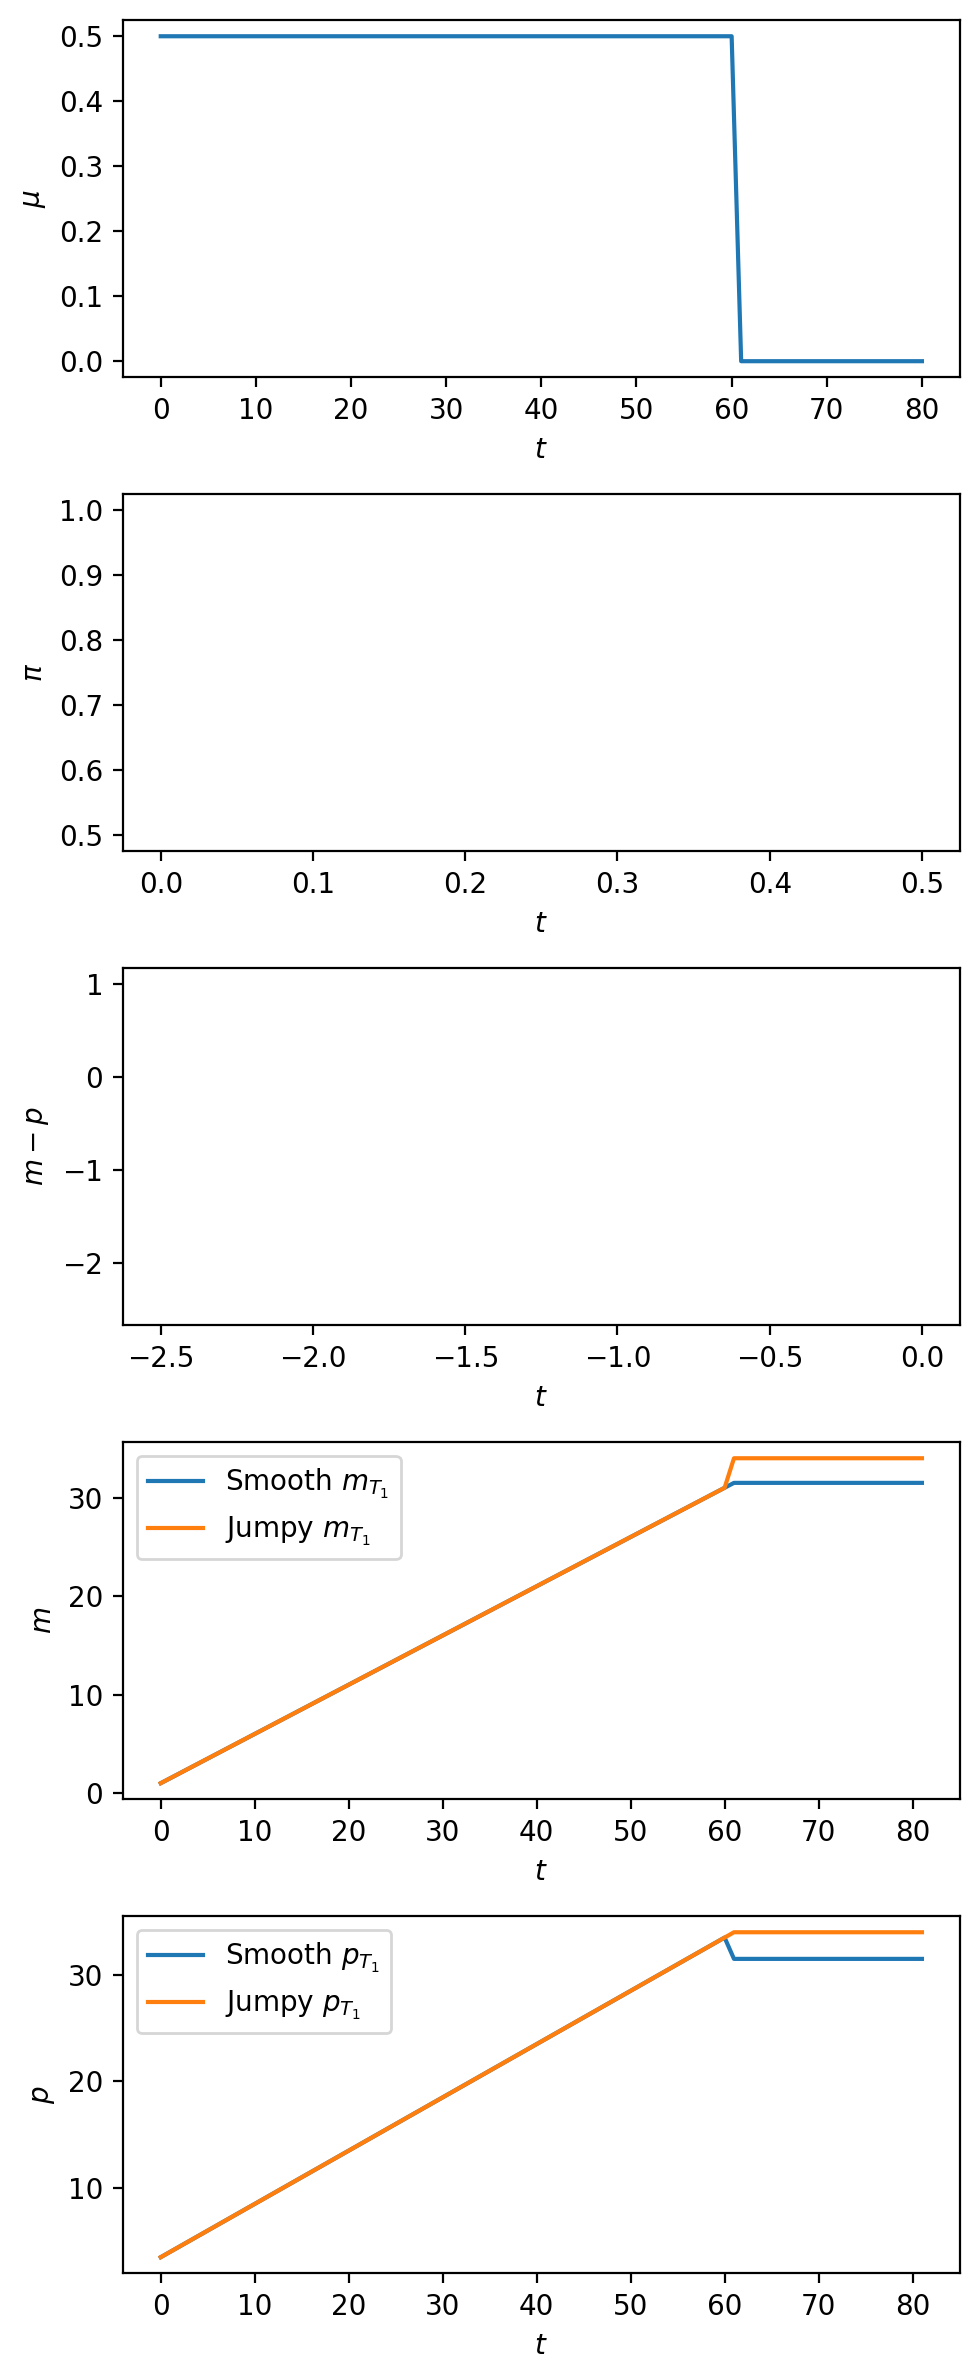 0.5
0.4
0.3
0.2
0.1
0.0
μ
0 10 20 30 40 50 60 70 80
t
1.0
0.9
0.8
0.7
0.6
0.5
π
0.0 0.1 0.2 0.3 0.4 0.5
t
1
0
−1
−2
m − p
−2.5 −2.0 −1.5 −1.0 −0.5 0.0
t
Smooth m_{T_1}
Jumpy m_{T_1}
30
20
10
0
m
0 10 20 30 40 50 60 70 80
t
Smooth p_{T_1}
Jumpy p_{T_1}
30
20
10
p
0 10 20 30 40 50 60 70 80
t